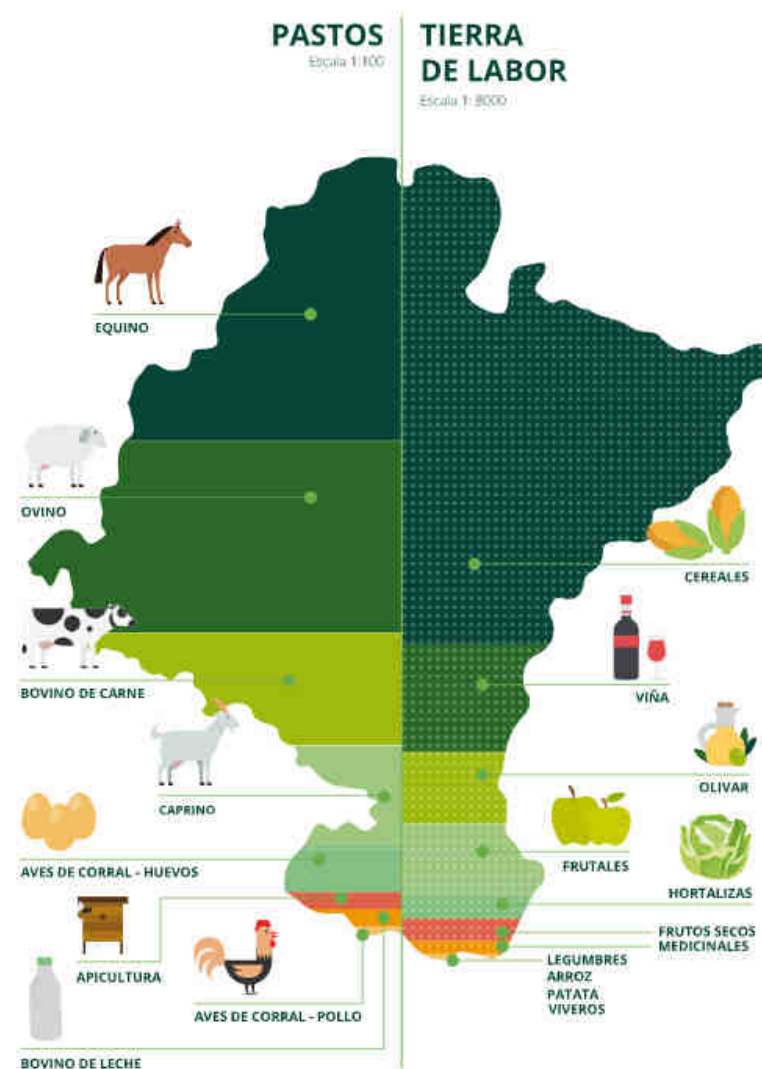 PASTOS
Escala 1:100
TIERRA
DE LABOR
Escala 1: 8000
EQUINO
OVINO
BOVINO DE CARNE
CAPRINO
AVES DE CORRAL - HUEVOS
APICULTURA
AVES DE CORRAL - POLLO
BOVINO DE LECHE
CEREALES
VIÑA
OLIVAR
FRUTALES
HORTALIZAS
FRUTOS SECOS
MEDICINALES
LEGUMBRES
ARROZ
PATATA
VIVEROS